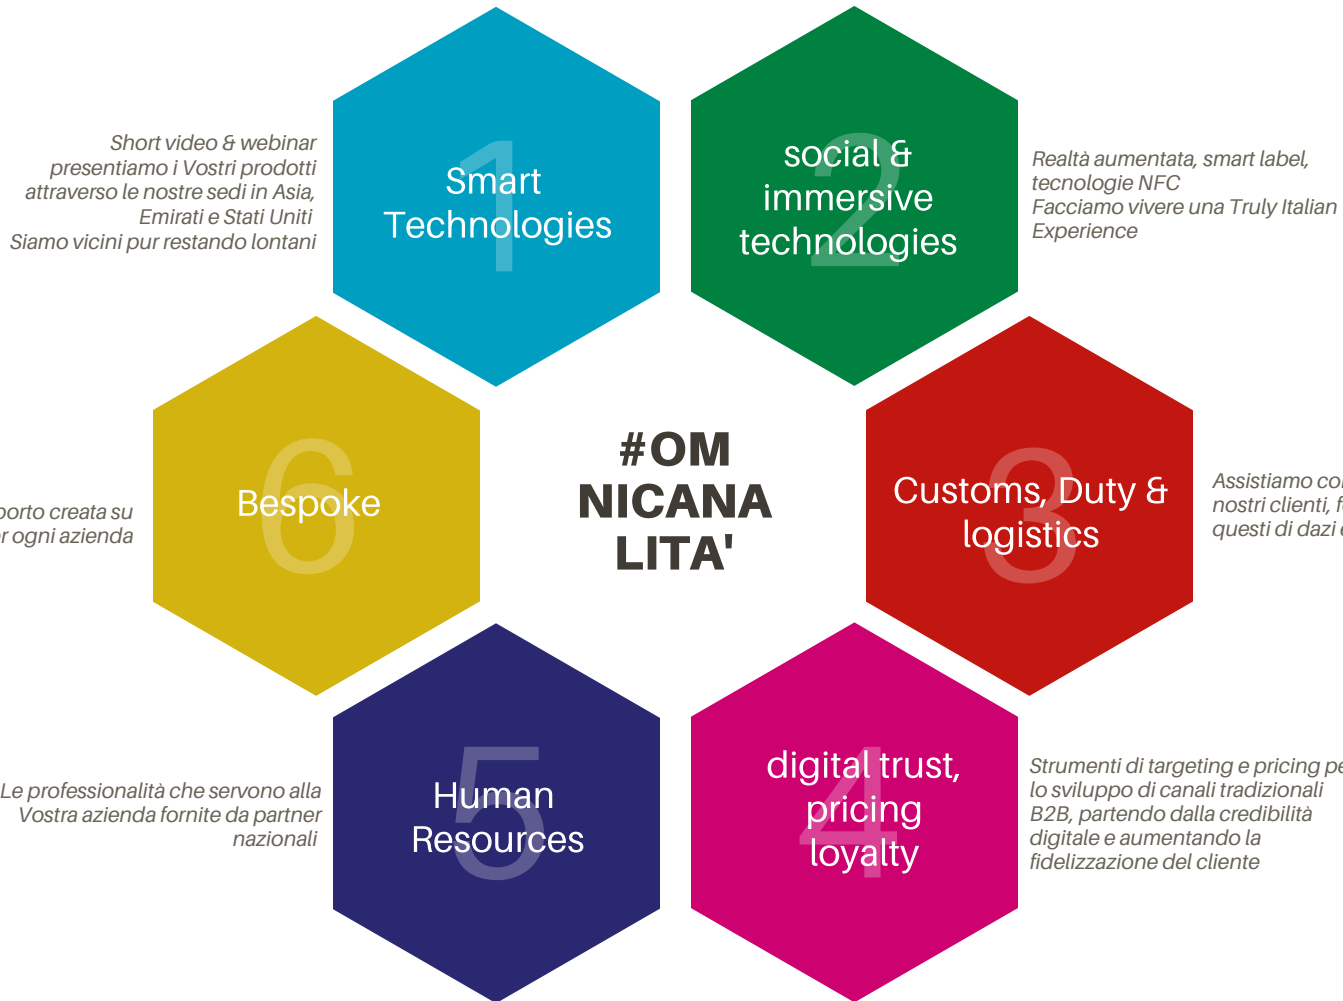 Short video & webinar
presentiamo i Vostri prodotti
attraverso le nostre sedi in Asia,
Emirati e Stati Uniti
Siamo vicini pur restando lontani
1
Smart
Technologies
2
social &
immersive
technologies
Realtà aumentata, smart label,
tecnologie NFC
Facciamo vivere una Truly Italian
Experience
creata su
ogni azienda
6
Bespoke
#OM
NICANA
LITA'
3
Customs, Duty &
logistics
Assistiamo
nostri clienti,
questi di dazi
Le professionalità che servono alla
Vostra azienda fornite da partner
nazionali
5
Human
Resources
4
digital trust,
pricing
loyalty
Strumenti di targeting e pricing
lo sviluppo di canali tradizionali
B2B, partendo dalla credibilità
digitale e aumentando la
fidelizzazione del cliente